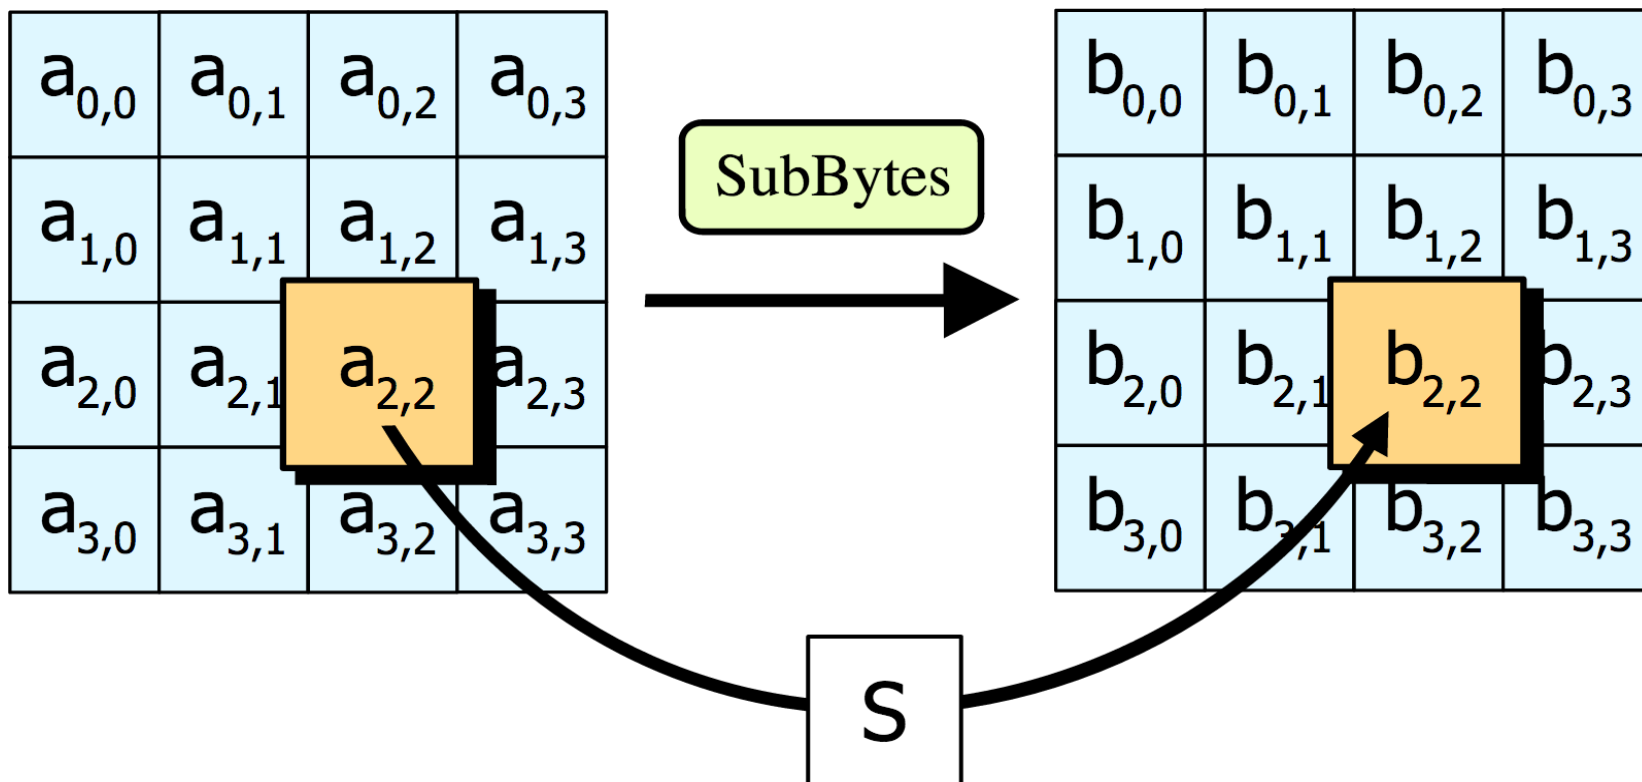 a0,0 a0,1 a0,2 a0,3
a1,0 a1,1 a1,2 a1,3
a2,0 a2,1 a2,2 a2,3
a3,0 a3,1 a3,2 a3,3
SubBytes
b0,0 b0,1 b0,2 b0,3
b1,0 b1,1 b1,2 b1,3
b2,0 b2,1 b2,2 b2,3
b3,0 b3,1 b3,2 b3,3
S